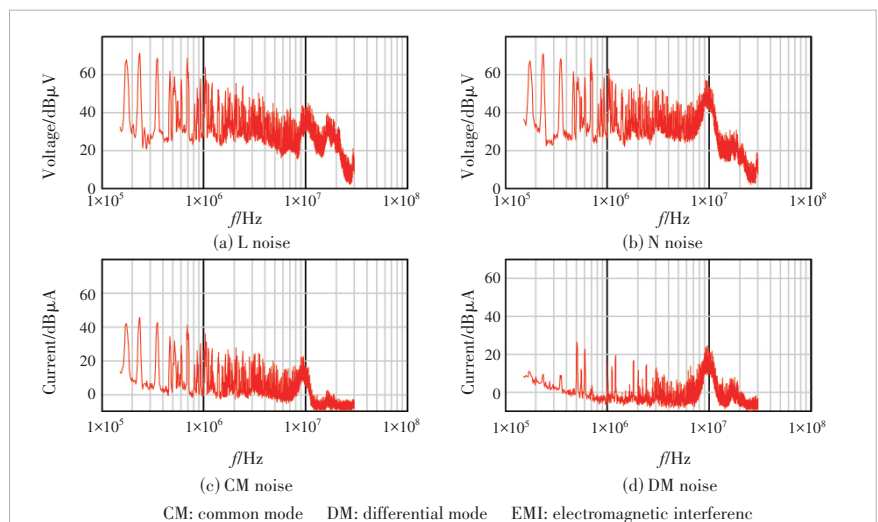 60
40
20
0
Voltage/dBμV
1×10⁵ 1×10⁶ 1×10⁷ 1×10⁸
f/Hz
(a) L noise
60
40
20
0
Voltage/dBμV
1×10⁵ 1×10⁶ 1×10⁷ 1×10⁸
f/Hz
(b) N noise
60
40
20
0
Current/dBμA
1×10⁵ 1×10⁶ 1×10⁷ 1×10⁸
f/Hz
(c) CM noise
60
40
20
0
Current/dBμA
1×10⁵ 1×10⁶ 1×10⁷ 1×10⁸
f/Hz
(d) DM noise
CM: common mode DM: differential mode EMI: electromagnetic interferenc